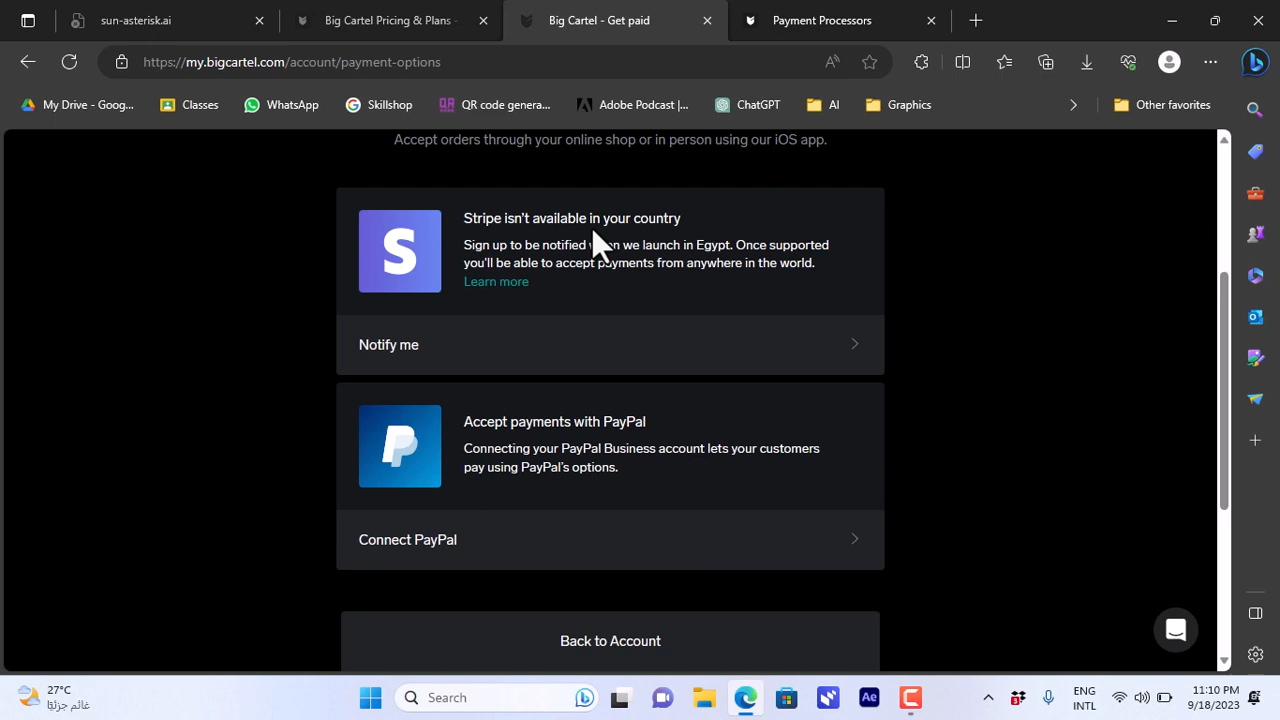 sun-asterisk.ai
Big Cartel Pricing & Plans -
Big Cartel - Get paid
Payment Processors
https://my.bigcartel.com/account/payment-options
My Drive - Goog...
Classes
WhatsApp
Skillshop
QR code genera...
Adobe Podcast |...
ChatGPT
AI
Graphics
Other favorites
Accept orders through your online shop or in person using our iOS app.
Stripe isn't available in your country
Sign up to be notified when we launch in Egypt. Once supported
you'll be able to accept payments from anywhere in the world.
Learn more
Notify me
Accept payments with PayPal
Connecting your PayPal Business account lets your customers
pay using PayPal's options.
Connect PayPal
Back to Account
27°C
غائم جزئيًا
Search
Ae
ENG
INTL
11:10 PM
9/18/2023